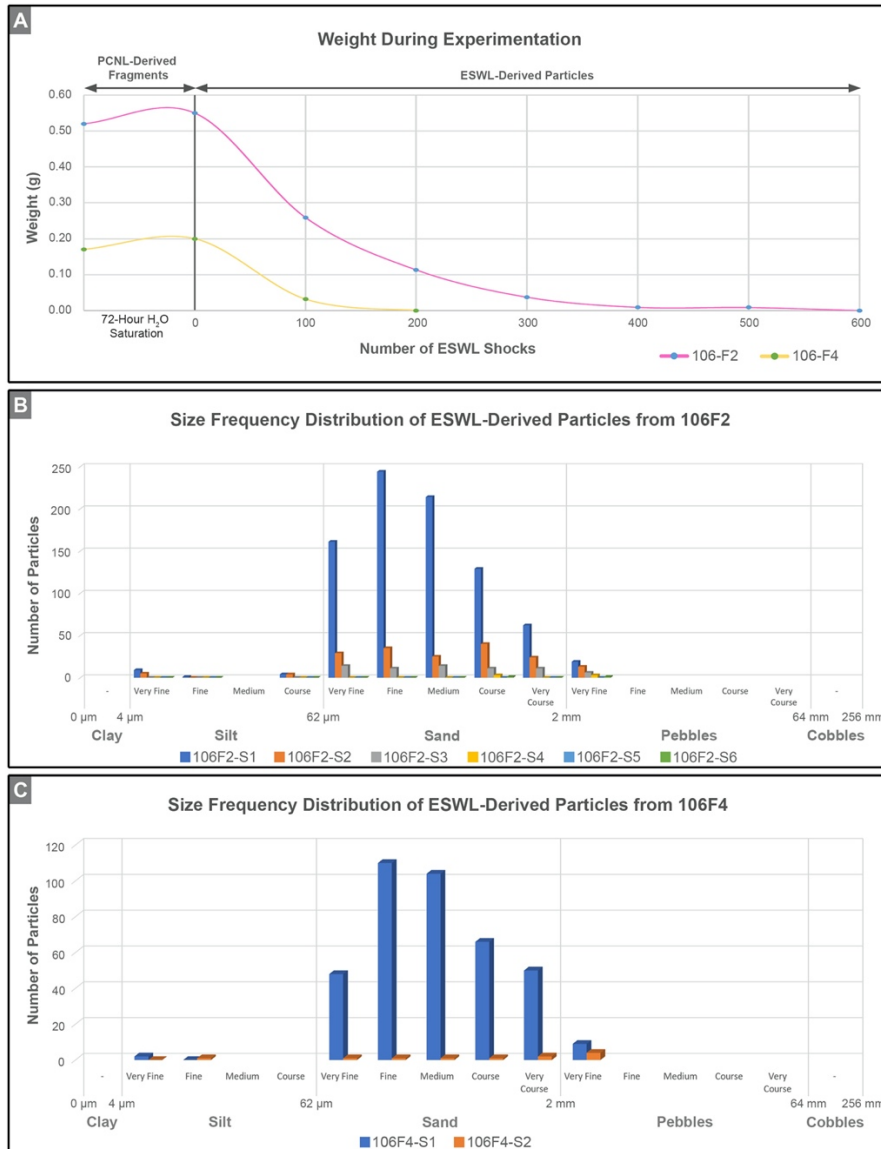 A
Weight During Experimentation
PCNL-Derived
Fragments
ESWL-Derived Particles
0.60
0.50
0.40
0.30
0.20
0.10
0.00
Weight (g)
72-Hour H₂O
Saturation
0
100
200
300
400
500
600
Number of ESWL Shocks
106-F2
106-F4
B
Size Frequency Distribution of ESWL-Derived Particles from 106F2
250
200
150
100
50
0
Number of Particles
-
Very Fine
Fine
Medium
Course
Very Fine
Fine
Medium
Course
Very
Course
Very Fine
Fine
Medium
Course
Very
Course
-
0 µm
4 µm
62 µm
2 mm
64 mm
256 mm
Clay
Silt
Sand
Pebbles
Cobbles
106F2-S1
106F2-S2
106F2-S3
106F2-S4
106F2-S5
106F2-S6
C
Size Frequency Distribution of ESWL-Derived Particles from 106F4
120
100
80
60
40
20
0
Number of Particles
-
Very Fine
Fine
Medium
Course
Very Fine
Fine
Medium
Course
Very
Course
Very Fine
Fine
Medium
Course
Very
Course
-
0 µm
4 µm
62 µm
2 mm
64 mm
256 mm
Clay
Silt
Sand
Pebbles
Cobbles
106F4-S1
106F4-S2